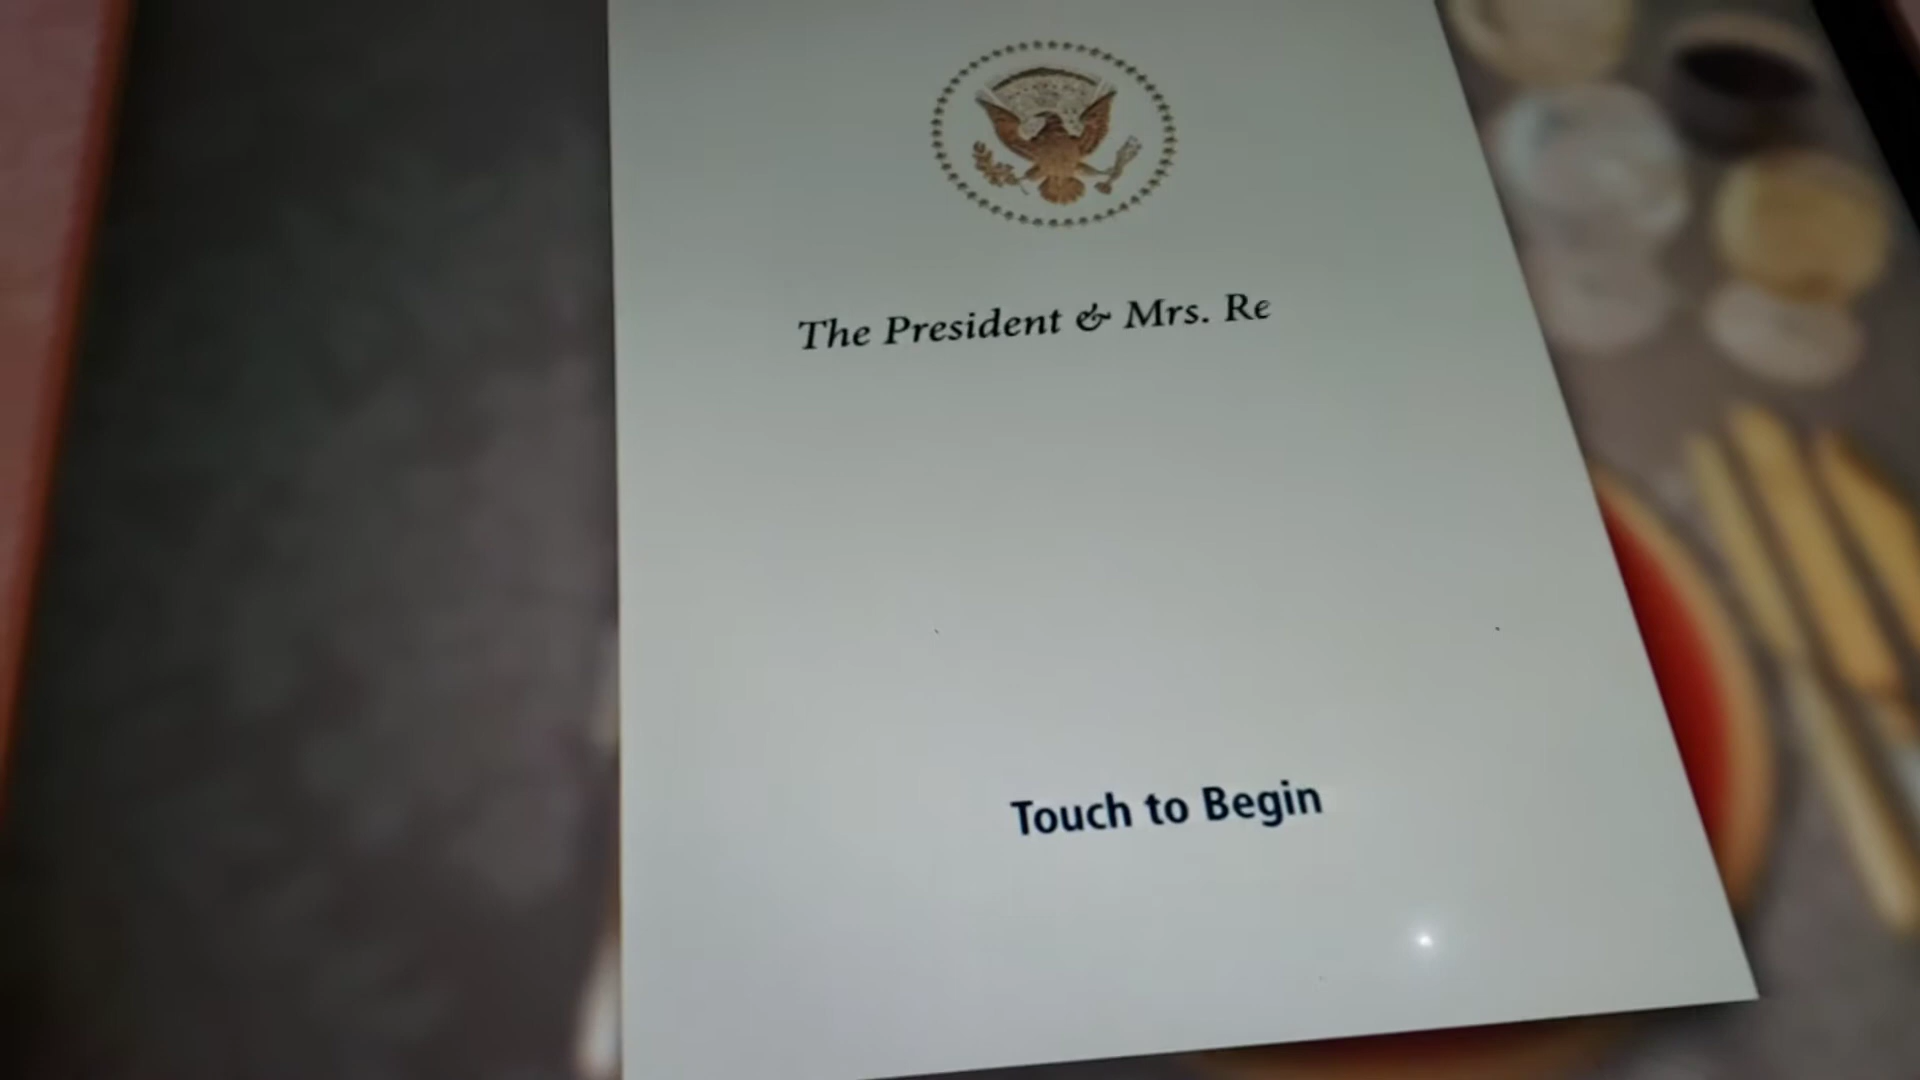 The President & Mrs. Re
Touch to Begin